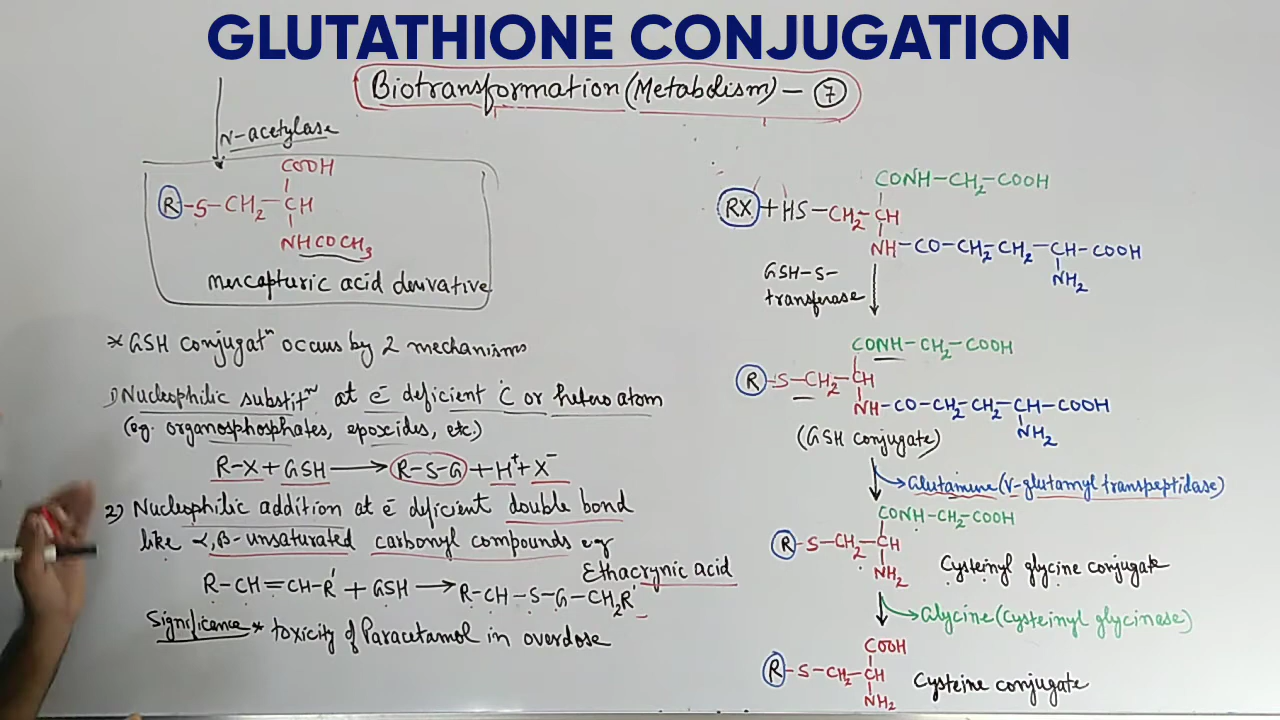 GLUTATHIONE CONJUGATION
Biotransformation (Metabolism) – 7
N-acetylase
COOH
R-S-CH2-CH
NHCOCH3
mercapturic acid derivative
* GSH conjugatⁿ occurs by 2 mechanisms
1) Nucleophilic substitⁿ at ē deficient C or hetero atom
(eg. organosphosphates, epoxides, etc.)
R-X + GSH → R-S-G + H⁺ + X⁻
2) Nucleophilic addition at ē deficient double bond
like α,β-unsaturated carbonyl compounds eg
Ethacrynic acid
R-CH=CH-R' + GSH → R-CH-S-G-CH2R'
Significance * toxicity of Paracetamol in overdose
CONH-CH2-COOH
RX + HS-CH2-CH
NH-CO-CH2-CH2-CH-COOH
NH2
GSH-S-
transferase
CONH-CH2-COOH
R-S-CH2-CH
NH-CO-CH2-CH2-CH-COOH
NH2
(GSH conjugate)
Glutamine (γ-glutamyl transpeptidase)
CONH-CH2-COOH
R-S-CH2-CH
NH2
Cysteinyl glycine conjugate
Glycine (Cysteinyl glycinase)
COOH
R-S-CH2-CH
NH2
Cysteine conjugate